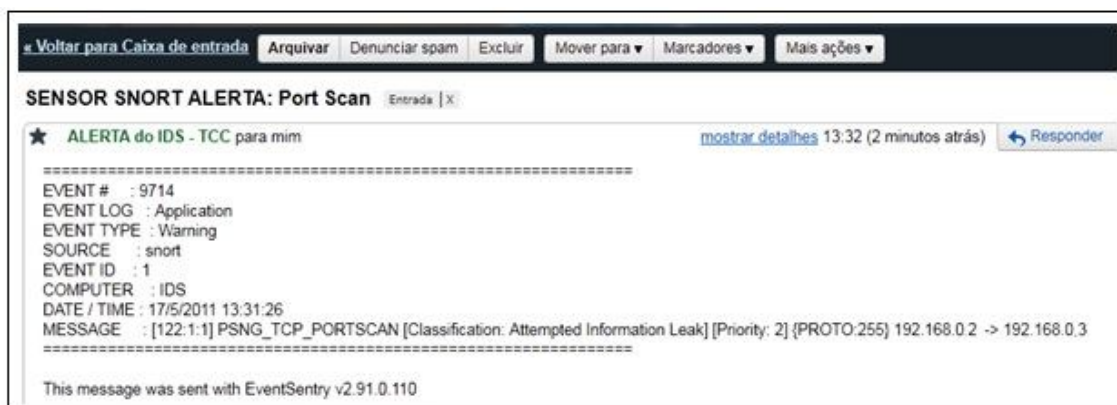 « Voltar para Caixa de entrada Arquivar Denunciar spam Excluir Mover para ▾ Marcadores ▾ Mais ações ▾
SENSOR SNORT ALERTA: Port Scan Entrada | X
ALERTA do IDS - TCC para mim mostrar detalhes 13:32 (2 minutos atrás) Responder
================================================================
EVENT # : 9714
EVENT LOG : Application
EVENT TYPE : Warning
SOURCE : snort
EVENT ID : 1
COMPUTER : IDS
DATE / TIME : 17/5/2011 13:31:26
MESSAGE : [122:1:1] PSNG_TCP_PORTSCAN [Classification: Attempted Information Leak] [Priority: 2] {PROTO:255} 192.168.0.2 -> 192.168.0.3
================================================================
This message was sent with EventSentry v2.91.0.110